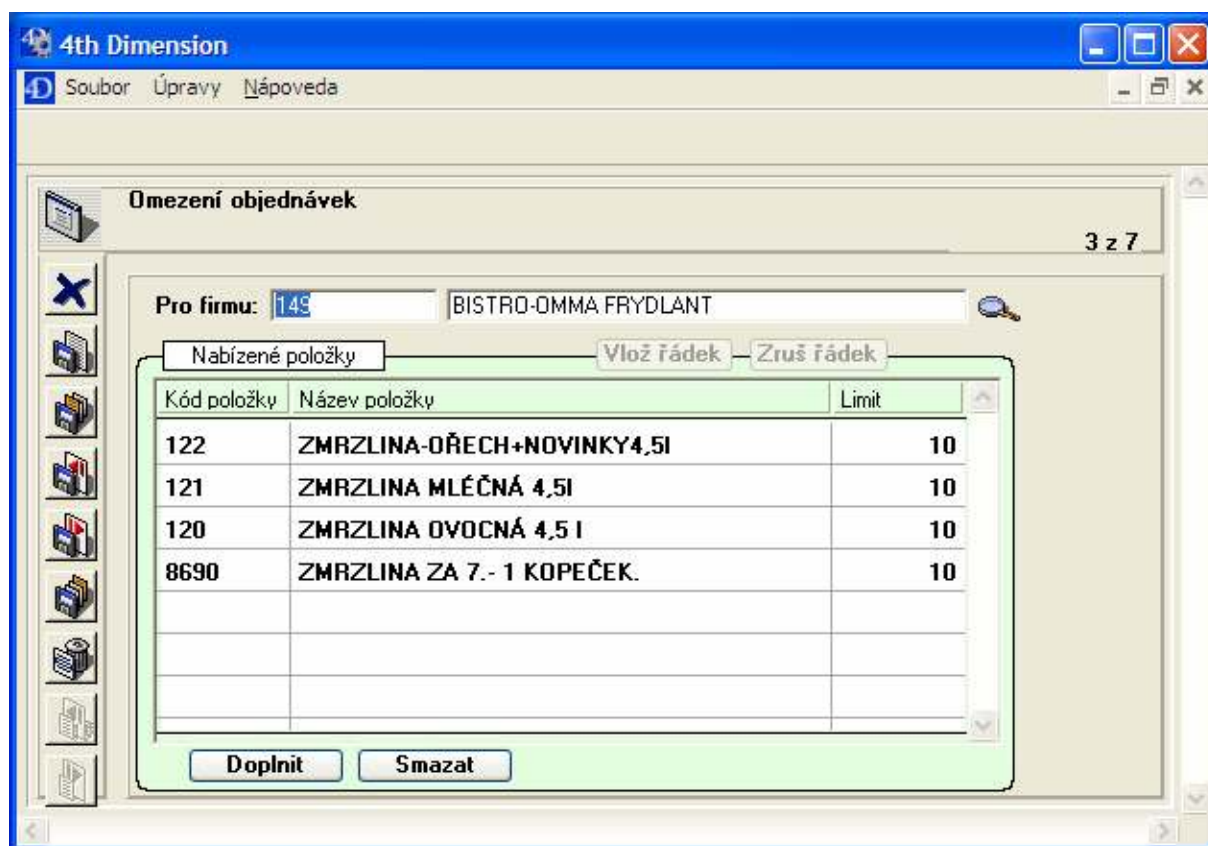 4th Dimension
Soubor Úpravy Nápoveda
Omezení objednávek
3 z 7
Pro firmu: 149 BISTRO-OMMA FRYDLANT
Nabízené položky Vlož řádek Zruš řádek
Kód položky Název položky Limit
122 ZMRZLINA-OŘECH+NOVINKY4,5l 10
121 ZMRZLINA MLÉČNÁ 4,5l 10
120 ZMRZLINA OVOCNÁ 4,5 l 10
8690 ZMRZLINA ZA 7.- 1 KOPEČEK. 10
Doplnit Smazat